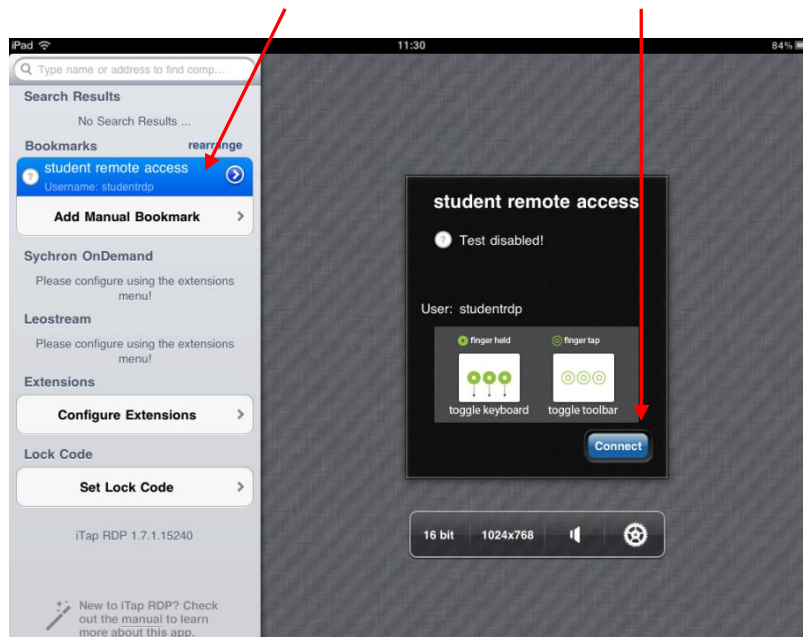 iPad
11:30
84%
Type name or address to find comp...
Search Results
No Search Results ...
Bookmarks
rearrange
student remote access
Username: studentrdp
Add Manual Bookmark
Sychron OnDemand
Please configure using the extensions
menu!
Leostream
Please configure using the extensions
menu!
Extensions
Configure Extensions
Lock Code
Set Lock Code
iTap RDP 1.7.1.15240
New to iTap RDP? Check
out the manual to learn
more about this app.
student remote access
Test disabled!
User: studentrdp
finger held
finger tap
toggle keyboard
toggle toolbar
Connect
16 bit
1024x768